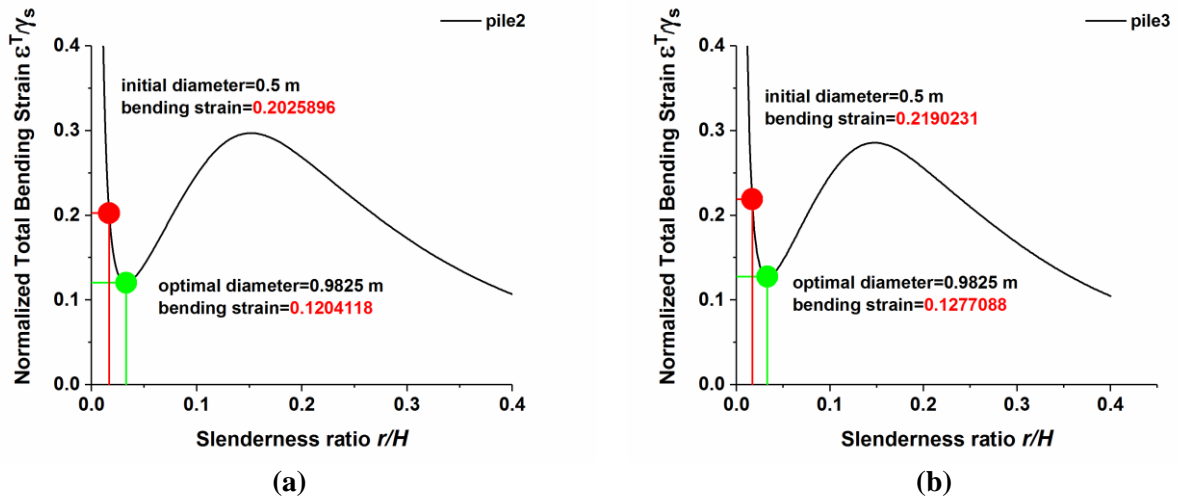 pile2
Normalized Total Bending Strain ε^T/γ_s
0.4
0.3
0.2
0.1
0.0
initial diameter=0.5 m
bending strain=0.2025896
optimal diameter=0.9825 m
bending strain=0.1204118
0.0 0.1 0.2 0.3 0.4
Slenderness ratio r/H
(a)
pile3
Normalized Total Bending Strain ε^T/γ_s
0.4
0.3
0.2
0.1
0.0
initial diameter=0.5 m
bending strain=0.2190231
optimal diameter=0.9825 m
bending strain=0.1277088
0.0 0.1 0.2 0.3 0.4
Slenderness ratio r/H
(b)